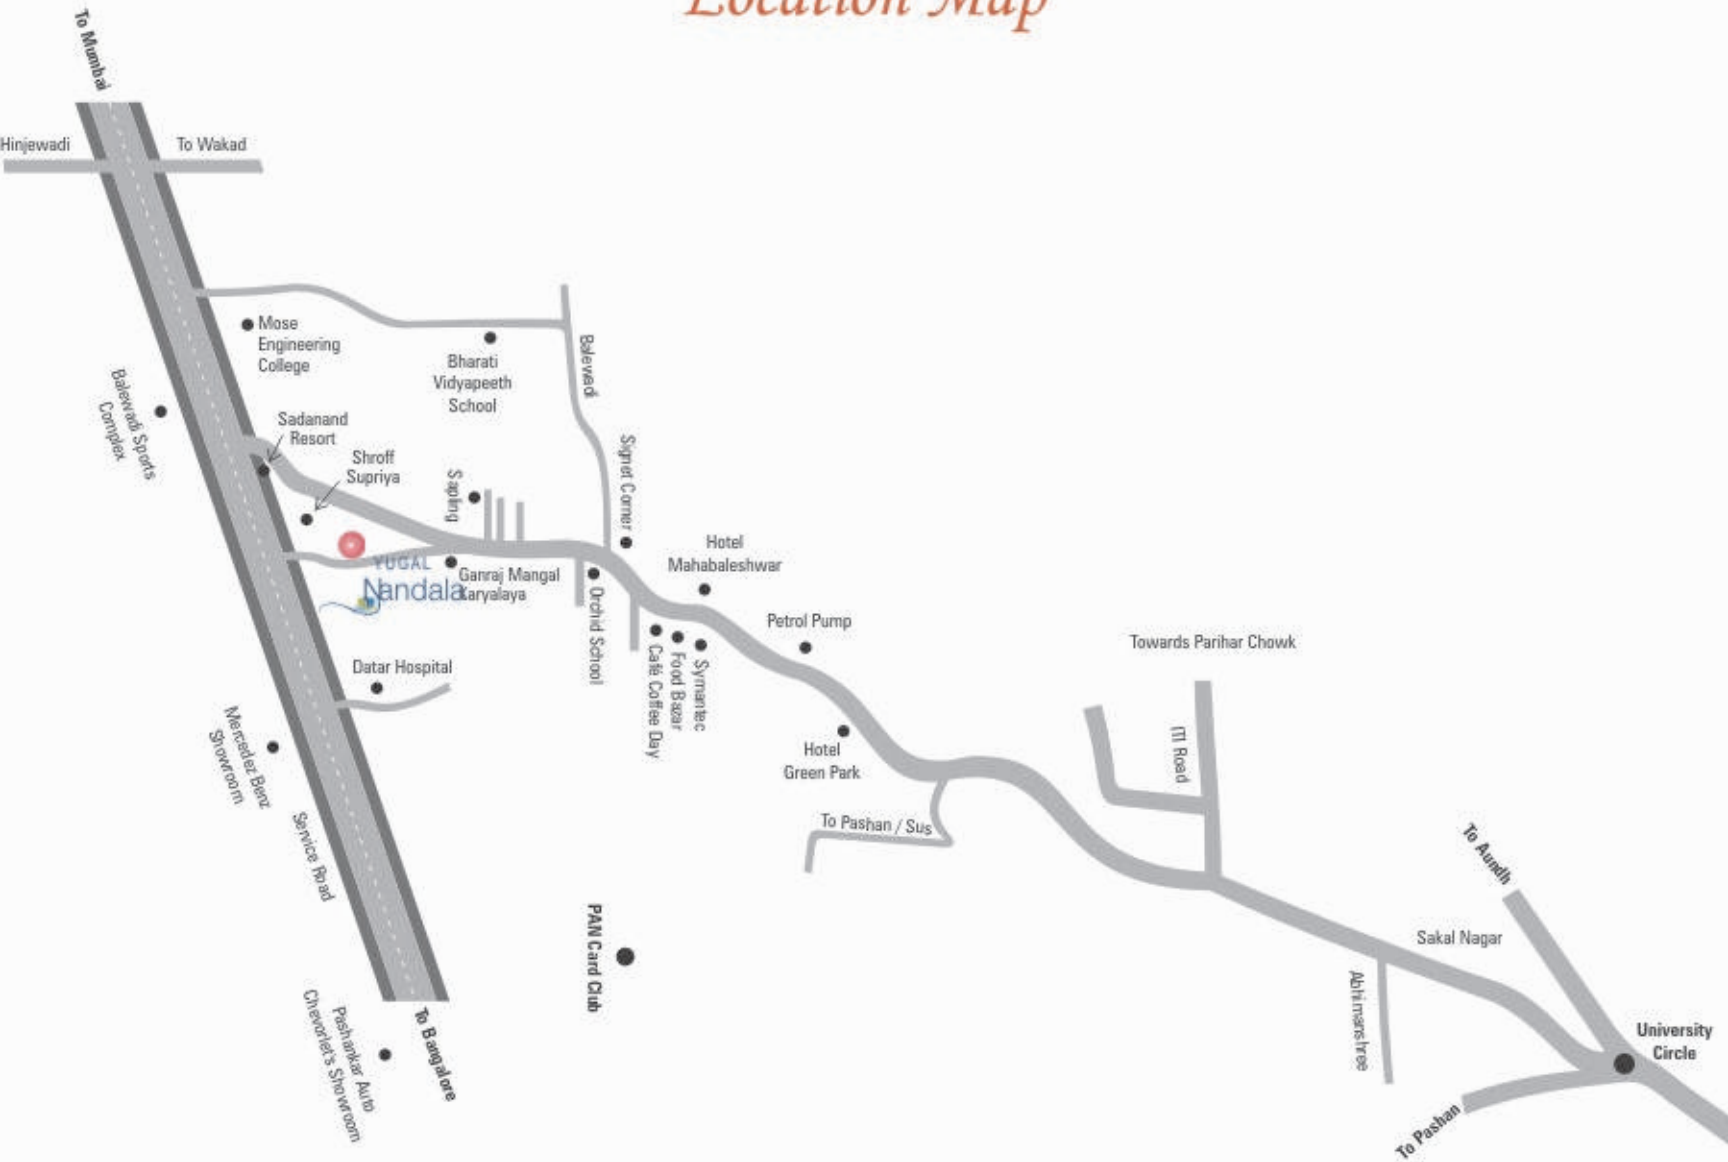 Location Map
To Mumbai
Hinjewadi
To Wakad
Mose
Engineering
College
Bharati
Vidyapeeth
School
Balewadi
Balewadi Sports
Complex
Sadanand
Resort
Shroff
Supriya
Sapling
Signet Corner
Hotel
Mahabaleshwar
YUGAL
Nandala
Ganraj Mangal
Karyalaya
Orchid School
Petrol Pump
Towards Parihar Chowk
Datar Hospital
Café Coffee Day
Food Bazar
Symantec
Mercedez Benz
Showroom
Hotel
Green Park
ITI Road
To Pashan / Sus
Service Road
To Aundh
PAN Card Club
Sakal Nagar
Abhimanshree
Pashankar Auto
Chevorlet's Showroom
To Bangalore
University
Circle
To Pashan